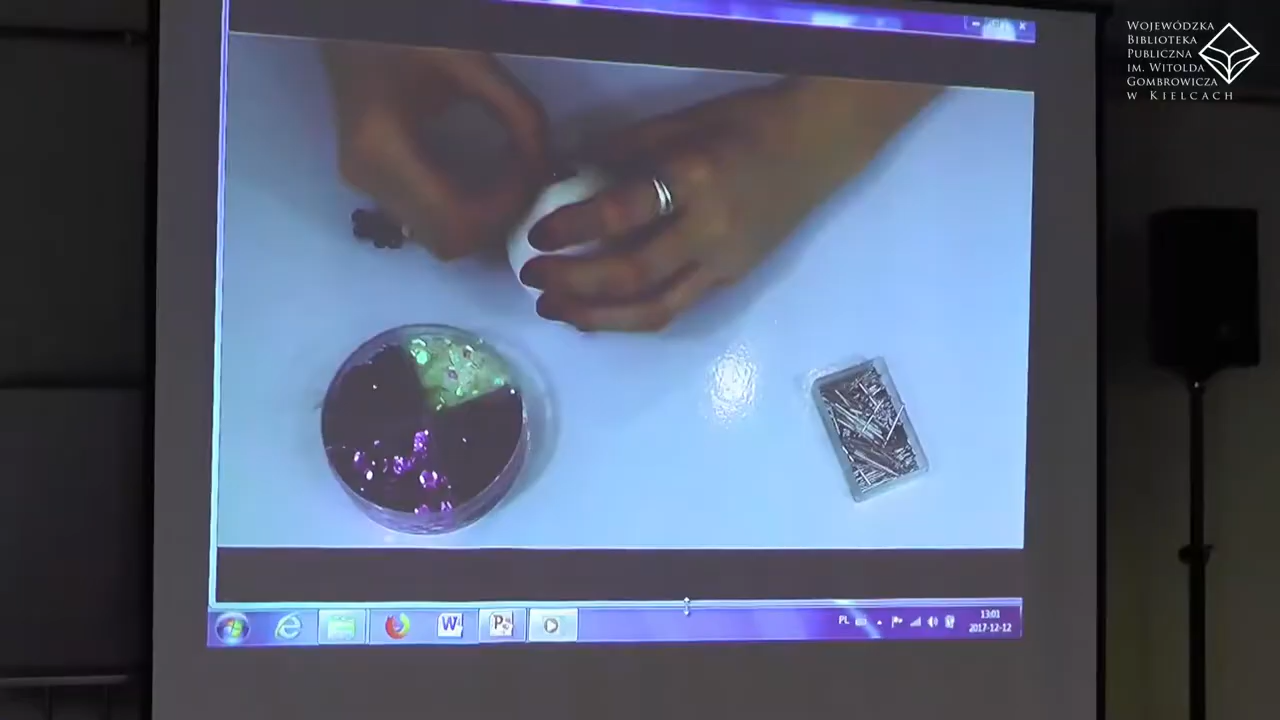 WOJEWÓDZKA
BIBLIOTEKA
PUBLICZNA
IM. WITOLDA
GOMBROWICZA
W KIELCACH
W
P
PL
13:01
2017-12-12